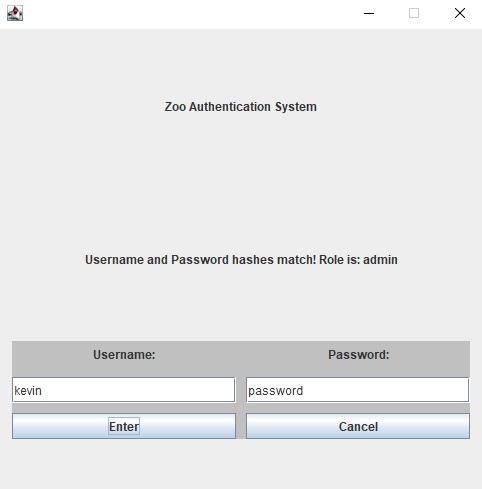 Zoo Authentication System
Username and Password hashes match! Role is: admin
Username: Password:
kevin password
Enter Cancel